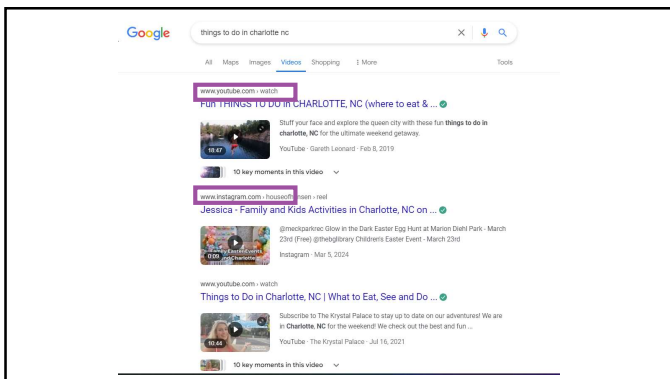 Google
things to do in charlotte nc
All Maps Images Videos Shopping More Tools
www.youtube.com › watch
Fun THINGS TO DO in CHARLOTTE, NC (where to eat & ...
Stuff your face and explore the queen city with these fun things to do in
charlotte, NC for the ultimate weekend getaway.
18:47
YouTube · Gareth Leonard · Feb 8, 2019
10 key moments in this video
www.instagram.com › houseofhansen › reel
Jessica - Family and Kids Activities in Charlotte, NC on ...
@meckparkrec Glow in the Dark Easter Egg Hunt at Marion Diehl Park - March
23rd (Free) @thebglibrary Children's Easter Event - March 23rd
Family Easter Events
Charlotte
0:09
Instagram · Mar 5, 2024
www.youtube.com › watch
Things to Do in Charlotte, NC | What to Eat, See and Do ...
Subscribe to The Krystal Palace to stay up to date on our adventures! We are
in Charlotte, NC for the weekend! We check out the best and fun ...
10:44
YouTube · The Krystal Palace · Jul 16, 2021
10 key moments in this video